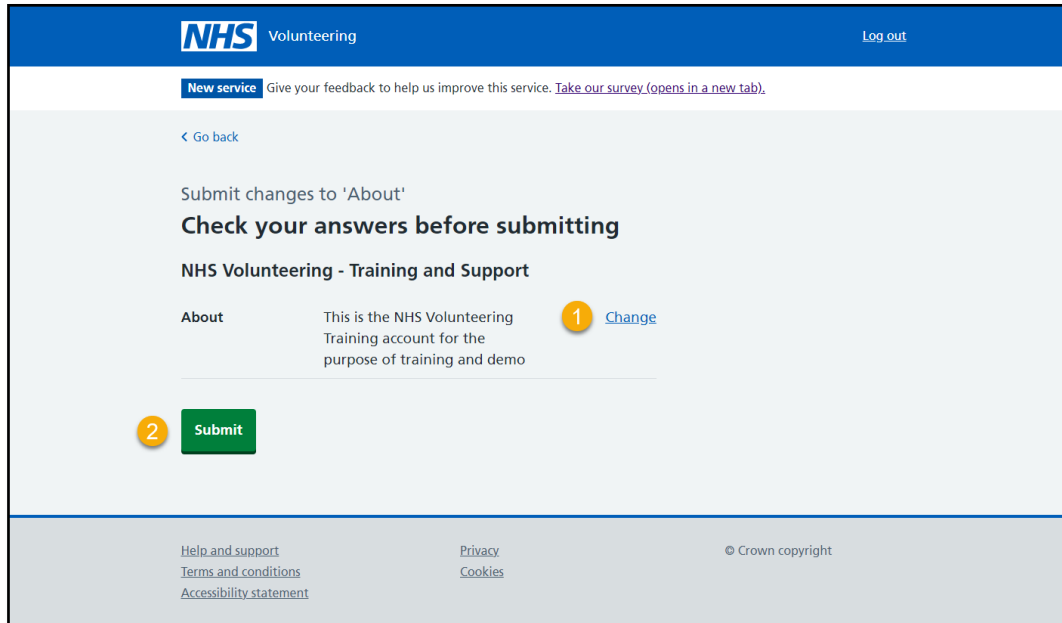 NHS Volunteering Log out
New service Give your feedback to help us improve this service. Take our survey (opens in a new tab).
Go back
Submit changes to 'About'
Check your answers before submitting
NHS Volunteering - Training and Support
About This is the NHS Volunteering 1 Change
Training account for the
purpose of training and demo
2 Submit
Help and support Privacy © Crown copyright
Terms and conditions Cookies
Accessibility statement